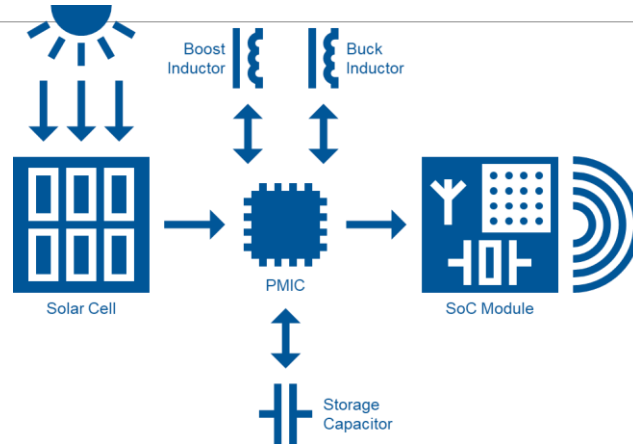 Boost
Inductor
Buck
Inductor
Solar Cell
PMIC
SoC Module
Storage
Capacitor